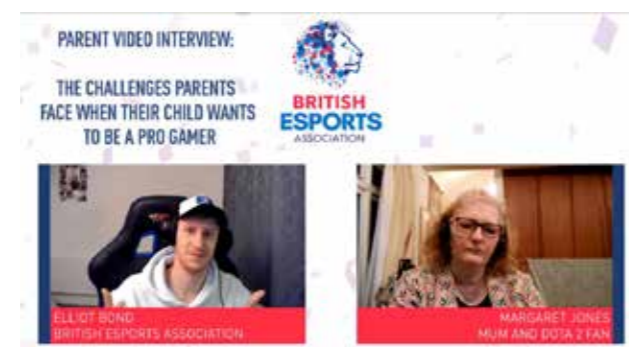 PARENT VIDEO INTERVIEW:
THE CHALLENGES PARENTS
FACE WHEN THEIR CHILD WANTS
TO BE A PRO GAMER
BRITISH
ESPORTS
ASSOCIATION
ELLIOT BOND
BRITISH ESPORTS ASSOCIATION
MARGARET JONES
MUM AND DOTA 2 FAN